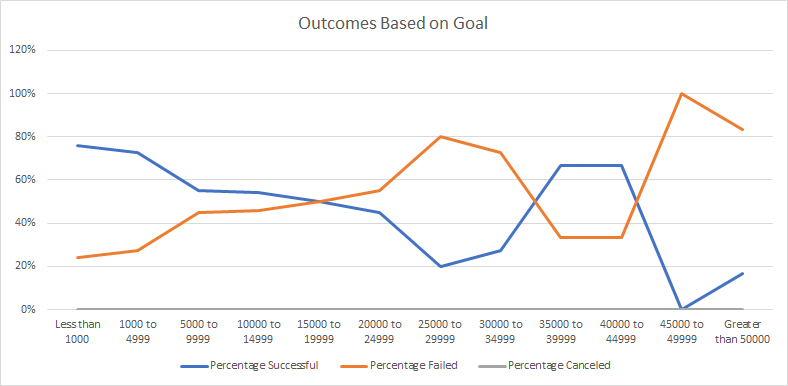 Outcomes Based on Goal
120%
100%
80%
60%
40%
20%
0%
Less than 1000 to 5000 to 10000 to 15000 to 20000 to 25000 to 30000 to 35000 to 40000 to 45000 to Greater
1000 4999 9999 14999 19999 24999 29999 34999 39999 44999 49999 than 50000
Percentage Successful Percentage Failed Percentage Canceled